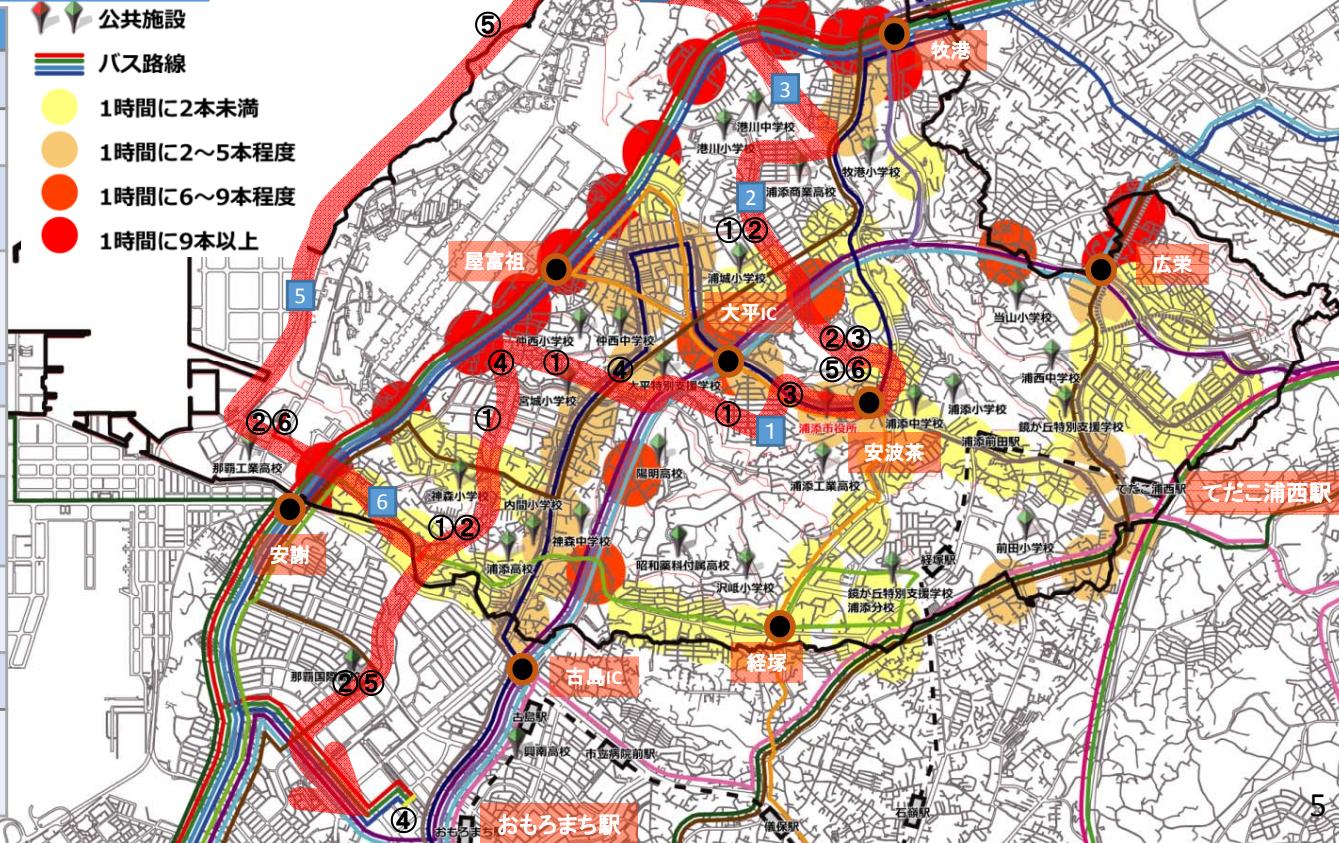 公共施設
バス路線
1時間に2本未満
1時間に2～5本程度
1時間に6～9本程度
1時間に9本以上
⑤
牧港
3
港川中学校
港川小学校
牧港小学校
浦添商業高校
2
①②
屋富祖
浦城小学校
広栄
5
大平IC
当山小学校
仲西小学校
仲西中学校
②③
④
①
④
⑤⑥
大平特別支援学校
浦西中学校
宮城小学校
③
浦添小学校
①
①
浦添中学校
鏡が丘特別支援学校
②⑥
1
浦添市役所
浦添前田駅
安波茶
那覇工業高校
陽明高校
浦添工業高校
てだこ浦西駅
てだこ浦西駅
神森小学校
内間小学校
6
①②
安謝
神森中学校
前田小学校
浦添高校
昭和薬科付属高校
経塚駅
沢岻小学校
鏡が丘特別支援学校
浦添分校
経塚
古島IC
那覇国際
②⑤
古島駅
興南高校
市立病院前駅
5
石嶺駅
④
おもろまち
おもろまち駅
儀保駅